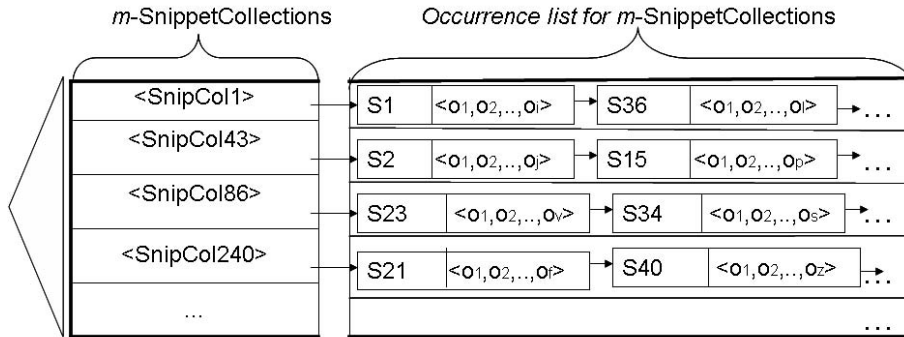 m-SnippetCollections Occurrence list for m-SnippetCollections
<SnipCol1> S1 <o1,o2,..,oi> S36 <o1,o2,..,ol> ...
<SnipCol43> S2 <o1,o2,..,oj> S15 <o1,o2,..,op> ...
<SnipCol86> S23 <o1,o2,..,ov> S34 <o1,o2,..,os> ...
<SnipCol240> S21 <o1,o2,..,of> S40 <o1,o2,..,oz> ...
... ...